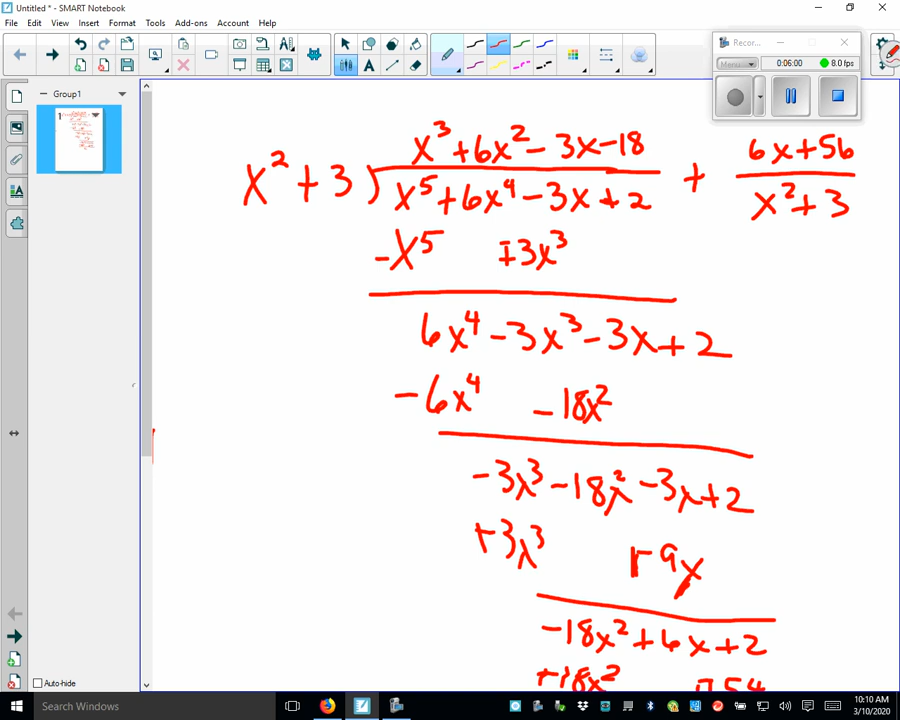 Untitled * - SMART Notebook
File Edit View Insert Format Tools Add-ons Account Help
Recor...
Menu
0:06:00
8.0 fps
Group1
1
x³ + 6x² - 3x - 18
6x + 56
x² + 3 ) x⁵ + 6x⁴ - 3x + 2 +
x² + 3
- x⁵ + 3x³
6x⁴ - 3x³ - 3x + 2
- 6x⁴ - 18x²
- 3x³ - 18x² - 3x + 2
+ 3x³ + 9x
- 18x² + 6x + 2
+ 18x² 54
Auto-hide
Search Windows
10:10 AM
3/10/2020